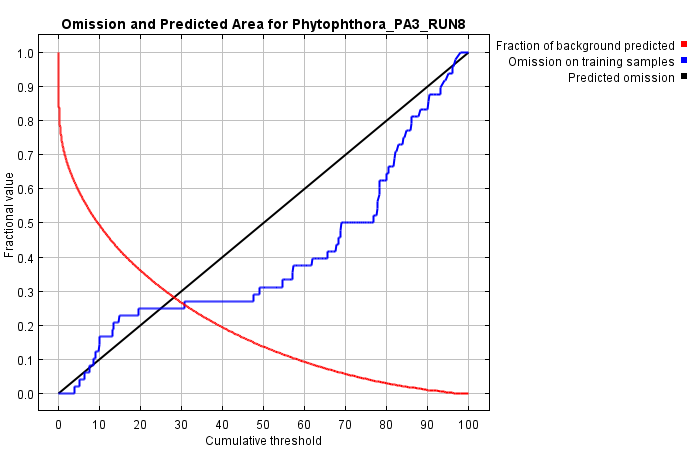 Omission and Predicted Area for Phytophthora_PA3_RUN8
Fraction of background predicted
Omission on training samples
Predicted omission
Fractional value
1.0
0.9
0.8
0.7
0.6
0.5
0.4
0.3
0.2
0.1
0.0
0 10 20 30 40 50 60 70 80 90 100
Cumulative threshold